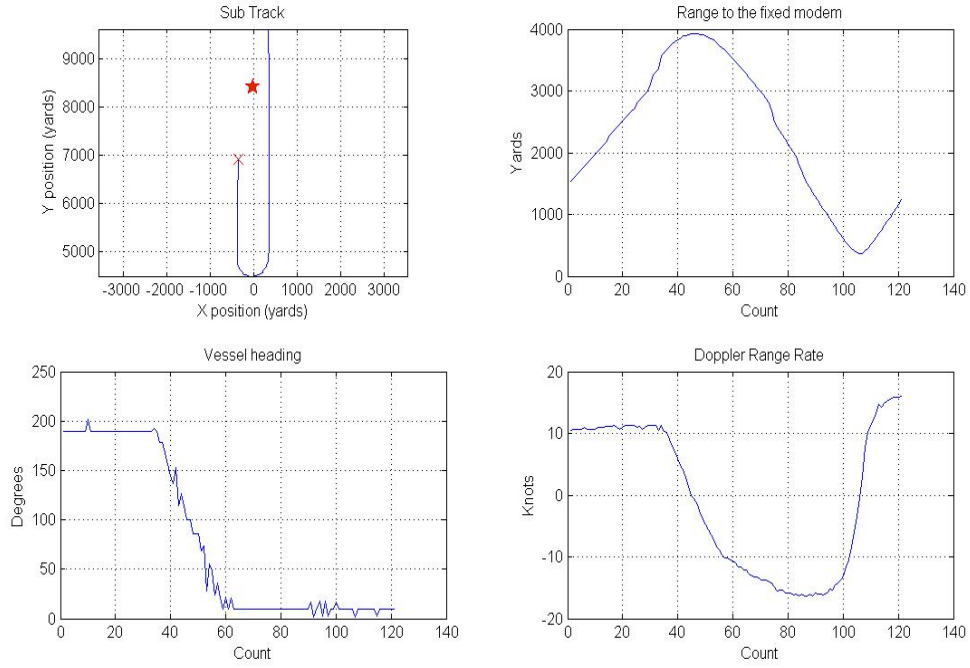 Sub Track
Range to the fixed modem
9000
8000
7000
6000
5000
Y position (yards)
-3000 -2000 -1000 0 1000 2000 3000
X position (yards)
4000
3000
2000
1000
0
Yards
0 20 40 60 80 100 120 140
Count
Vessel heading
Doppler Range Rate
250
200
150
100
50
0
Degrees
0 20 40 60 80 100 120 140
Count
20
10
0
-10
-20
Knots
0 20 40 60 80 100 120 140
Count